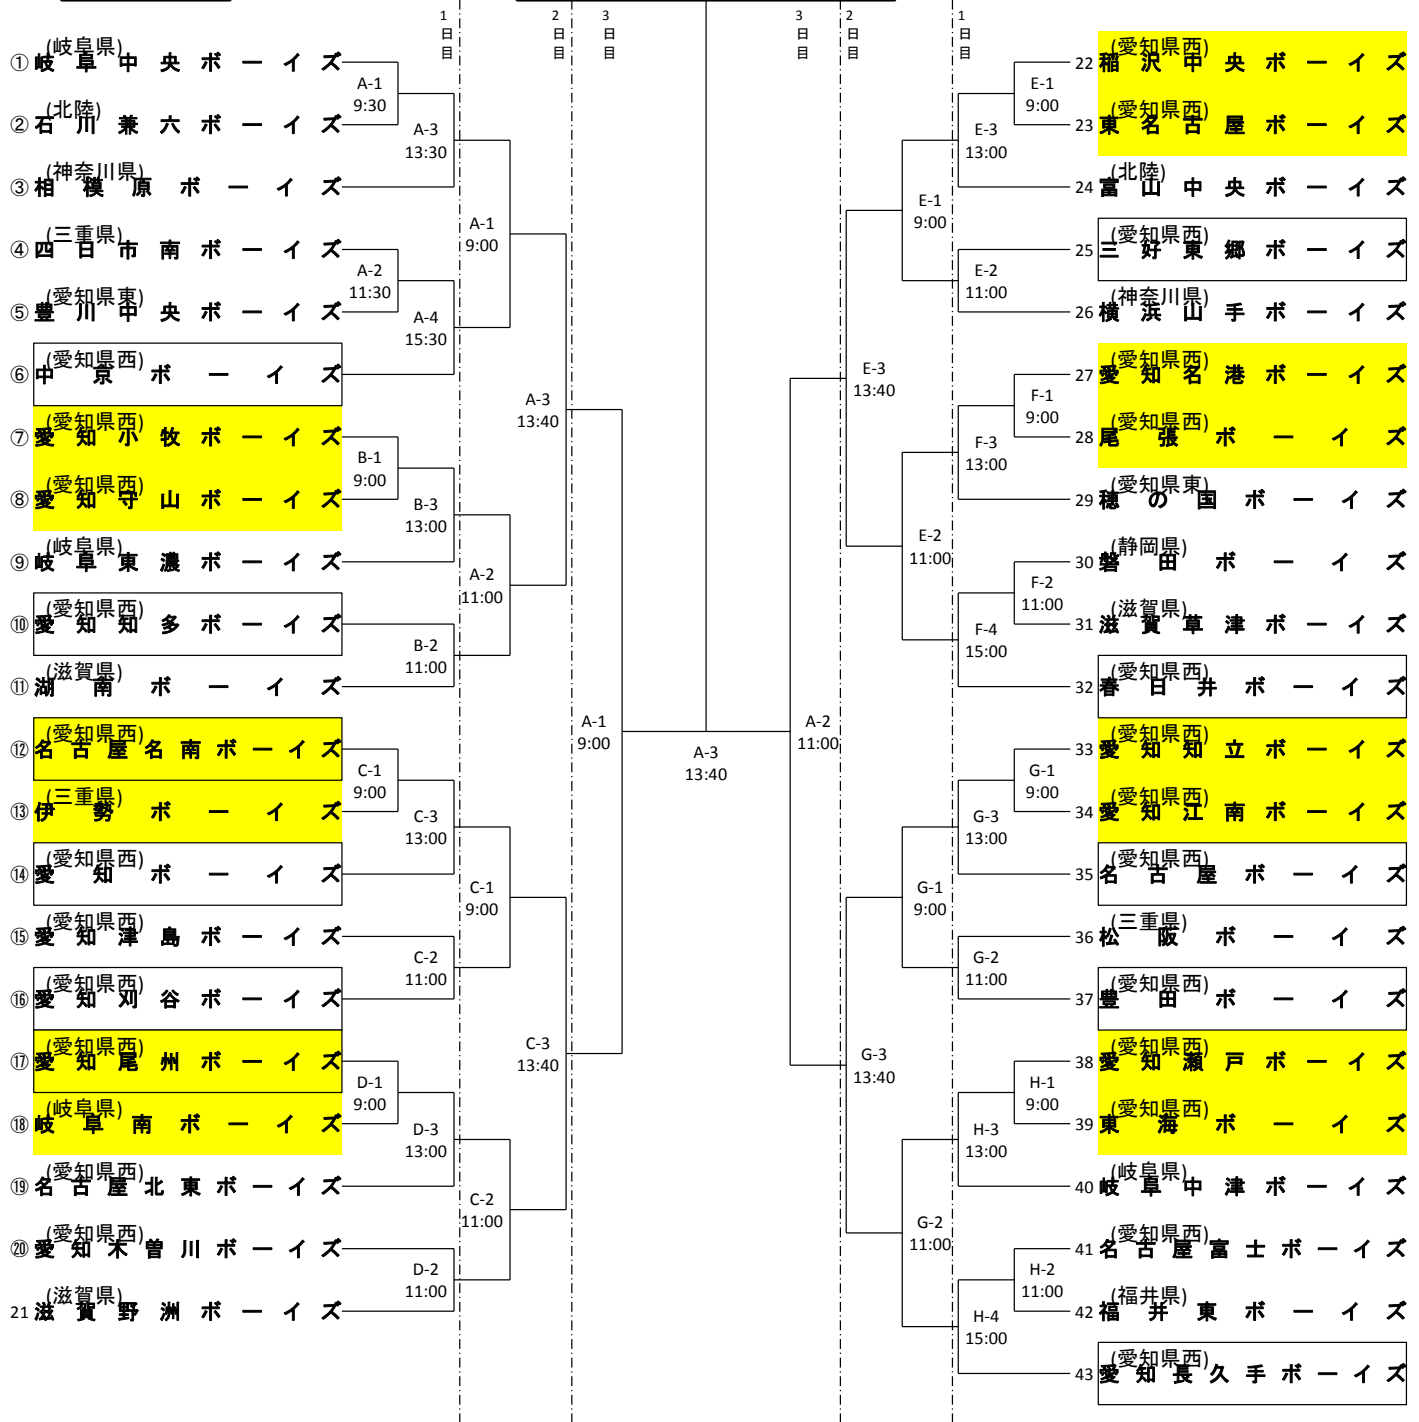 1日目
2日目
3日目
3日目
2日目
1日目
(岐阜県)
① 岐阜中央ボーイズ
(北陸)
② 石川兼六ボーイズ
(神奈川県)
③ 相模原ボーイズ
(三重県)
④ 四日市南ボーイズ
(愛知県東)
⑤ 豊川中央ボーイズ
(愛知県西)
⑥ 中京ボーイズ
(愛知県西)
⑦ 愛知小牧ボーイズ
(愛知県西)
⑧ 愛知守山ボーイズ
(岐阜県)
⑨ 岐阜東濃ボーイズ
(愛知県西)
⑩ 愛知知多ボーイズ
(滋賀県)
⑪ 湖南ボーイズ
(愛知県西)
⑫ 名古屋名南ボーイズ
(三重県)
⑬ 伊勢ボーイズ
(愛知県西)
⑭ 愛知ボーイズ
(愛知県西)
⑮ 愛知津島ボーイズ
(愛知県西)
⑯ 愛知刈谷ボーイズ
(愛知県西)
⑰ 愛知尾州ボーイズ
(岐阜県)
⑱ 岐阜南ボーイズ
(愛知県西)
⑲ 名古屋北東ボーイズ
(愛知県西)
⑳ 愛知木曽川ボーイズ
(滋賀県)
21 滋賀野洲ボーイズ
A-1
9:30
A-2
11:30
B-1
9:00
C-1
9:00
D-1
9:00
A-3
13:30
A-4
15:30
B-3
13:00
B-2
11:00
C-3
13:00
C-2
11:00
D-3
13:00
D-2
11:00
A-1
9:00
A-2
11:00
C-1
9:00
C-2
11:00
A-3
13:40
C-3
13:40
A-1
9:00
A-3
13:40
A-2
11:00
E-3
13:40
G-3
13:40
E-1
9:00
E-2
11:00
G-1
9:00
G-2
11:00
E-3
13:00
E-2
11:00
F-3
13:00
F-4
15:00
G-3
13:00
G-2
11:00
H-3
13:00
H-4
15:00
E-1
9:00
F-1
9:00
F-2
11:00
G-1
9:00
H-1
9:00
H-2
11:00
(愛知県西)
22 稲沢中央ボーイズ
(愛知県西)
23 東名古屋ボーイズ
(北陸)
24 富山中央ボーイズ
(愛知県西)
25 三好東郷ボーイズ
(神奈川県)
26 横浜山手ボーイズ
(愛知県西)
27 愛知名港ボーイズ
(愛知県西)
28 尾張ボーイズ
(愛知県東)
29 穂の国ボーイズ
(静岡県)
30 磐田ボーイズ
(滋賀県)
31 滋賀草津ボーイズ
(愛知県西)
32 春日井ボーイズ
(愛知県西)
33 愛知知立ボーイズ
(愛知県西)
34 愛知江南ボーイズ
(愛知県西)
35 名古屋ボーイズ
(三重県)
36 松阪ボーイズ
(愛知県西)
37 豊田ボーイズ
(愛知県西)
38 愛知瀬戸ボーイズ
(愛知県西)
39 東海ボーイズ
(岐阜県)
40 岐阜中津ボーイズ
(愛知県西)
41 名古屋富士ボーイズ
(福井県)
42 福井東ボーイズ
(愛知県西)
43 愛知長久手ボーイズ